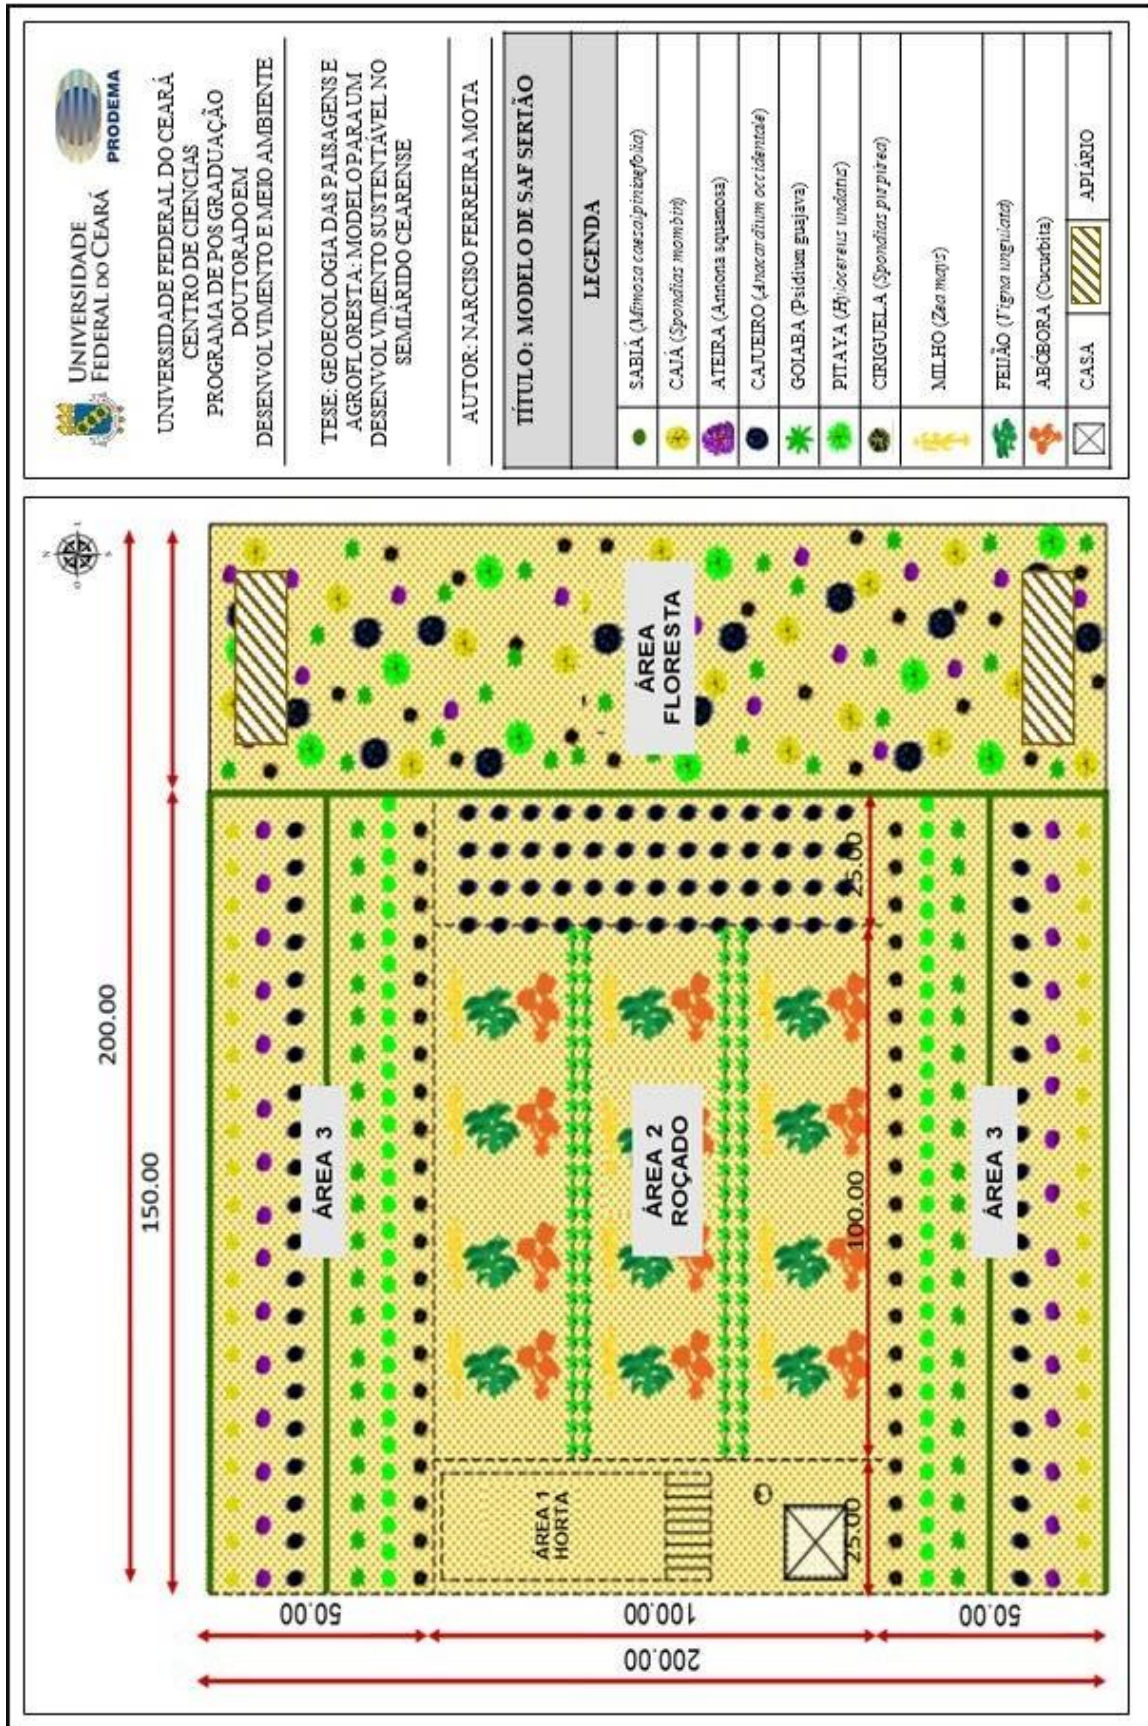 UNIVERSIDADE
FEDERAL DO CEARÁ
PRODEMA
UNIVERSIDADE FEDERAL DO CEARÁ
CENTRO DE CIENCIAS
PROGRAMA DE POS GRADUAÇÃO
DOUTORADO EM
DESENVOLVIMENTO E MEIO AMBIENTE
TESE: GEOECOLOGIA DAS PAISAGENS E
AGROFLORESTA: MODELO PARA UM
DESENVOLVIMENTO SUSTENTÁVEL NO
SEMIÁRIDO CEARENSE
AUTOR: NARCISO FERREIRA MOTA
TÍTULO: MODELO DE SAF SERTÃO
LEGENDA
SABIÁ (Mimosa caesalpiniaefolia)
CAJÁ (Spondias mombin)
ATEIRA (Annona squamosa)
CAJUEIRO (Anacardium occidentale)
GOIABA (Psidium guajava)
PITAYA (Hylocereus undatus)
CIRIGUELA (Spondias purpurea)
MILHO (Zea mays)
FEIJÃO (Vigna unguilata)
ABÓBORA (Cucurbita)
CASA
APIÁRIO
N
O
L
S
200.00
150.00
ÁREA
FLORESTA
ÁREA 3
25.00
100.00
25.00
ÁREA 2
ROÇADO
ÁREA 1
HORTA
ÁREA 3
50.00
100.00
50.00
200.00